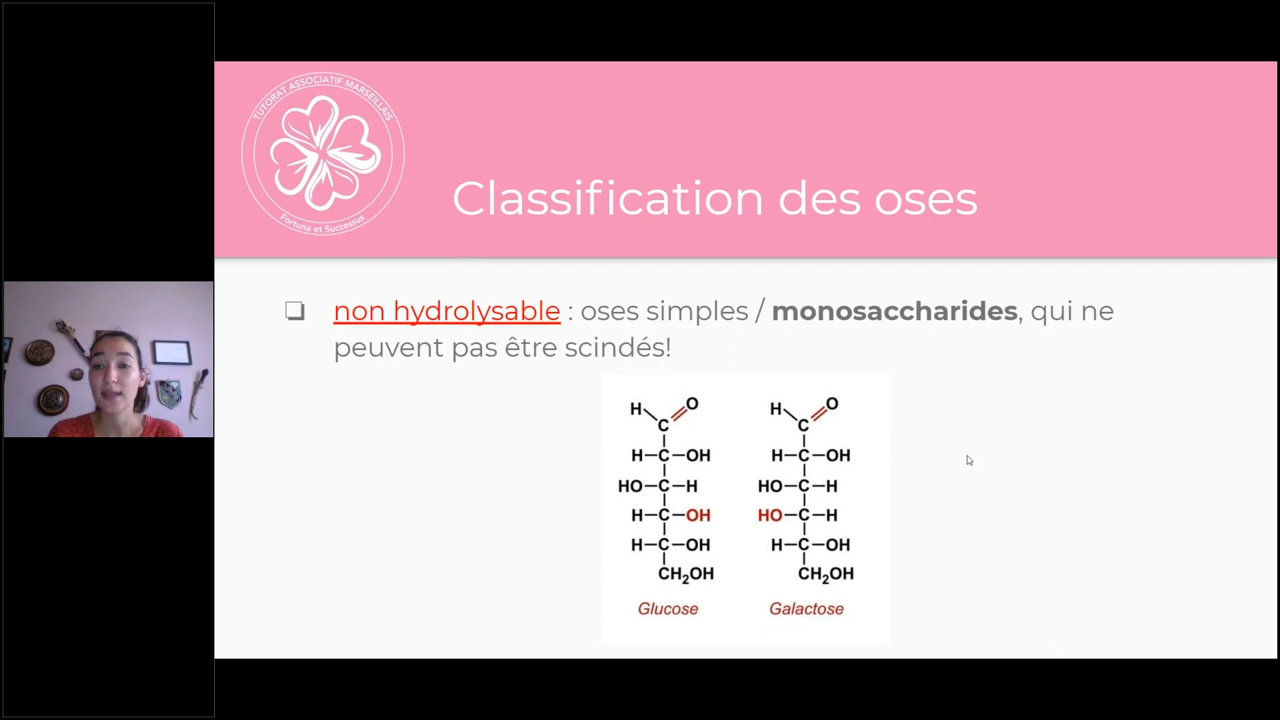 TUTORAT ASSOCIATIF MARSEILLAIS
Fortuna et Successus
Classification des oses
non hydrolysable : oses simples / monosaccharides, qui ne
peuvent pas être scindés!
H O
C
H–C–OH
HO–C–H
H–C–OH
H–C–OH
CH₂OH
Glucose
H O
C
H–C–OH
HO–C–H
HO–C–H
H–C–OH
CH₂OH
Galactose